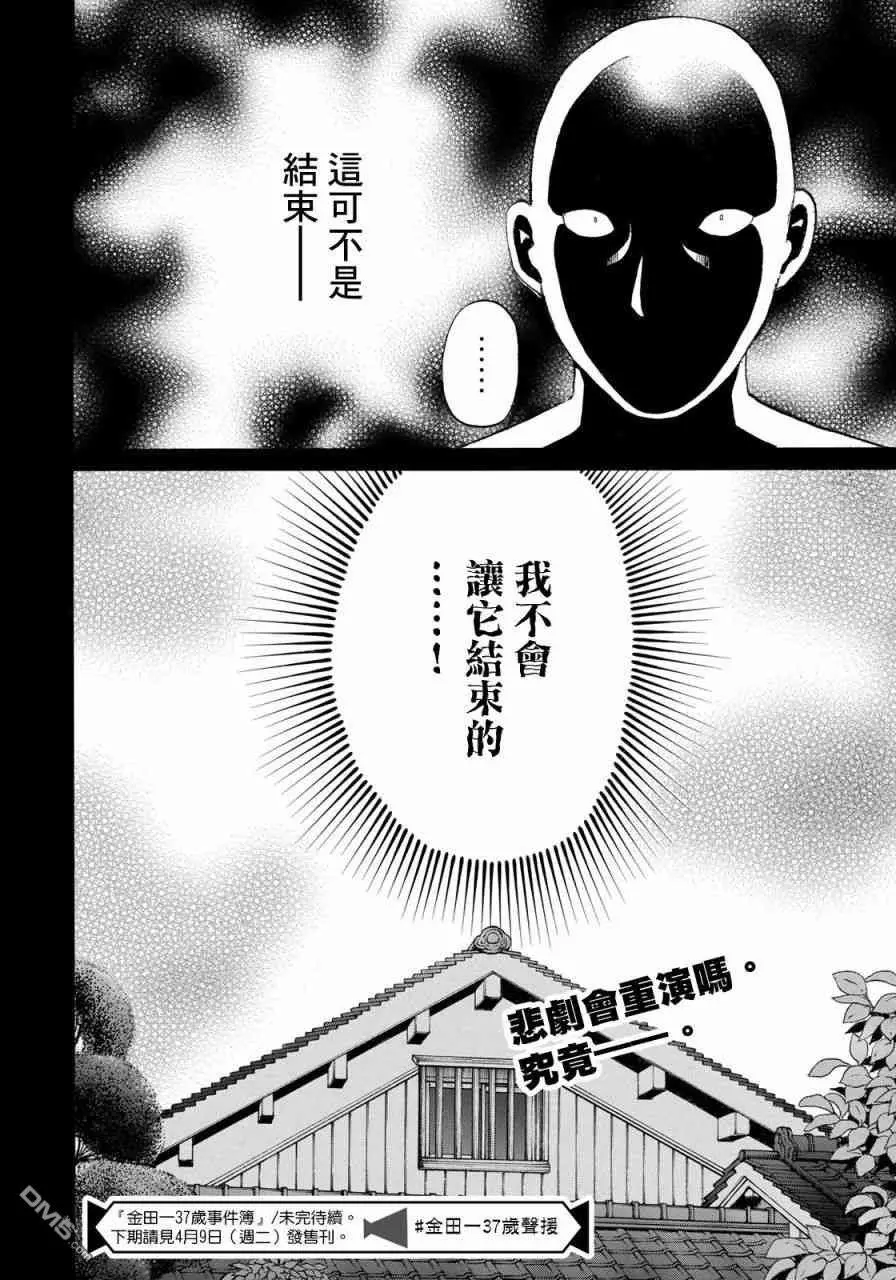 這可不是
結束——
……
我不會
讓它結束的
……！
悲劇會重演嗎。
究竟——。
『金田一37歲事件簿』/未完待續。
下期請見4月9日（週二）發售刊。
#金田一37歲聲援
DM5